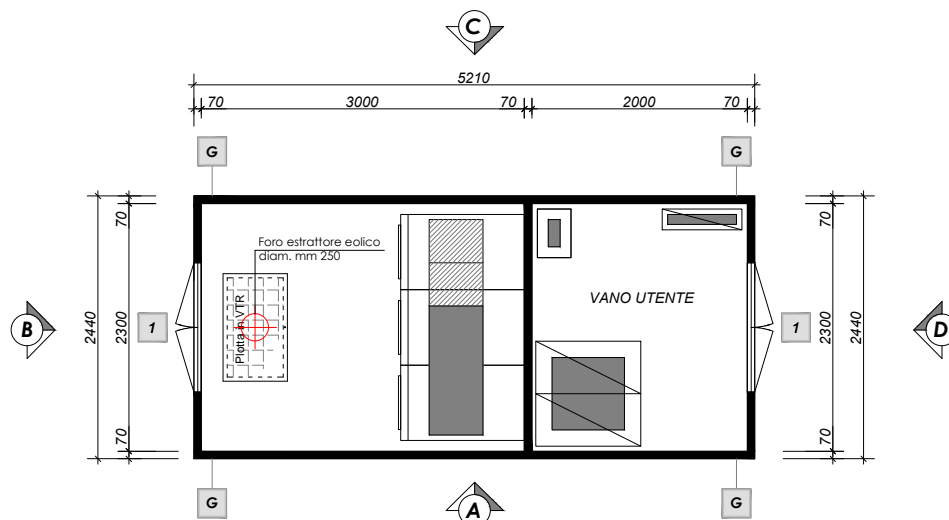 C
5210
70 3000 70 2000 70
G G
70 70
Foro estrattore eolico
diam. mm 250
VANO UTENTE
B 2440 2300 1 Piotta in VTR 1 2300 2440 D
70 70
G G
A